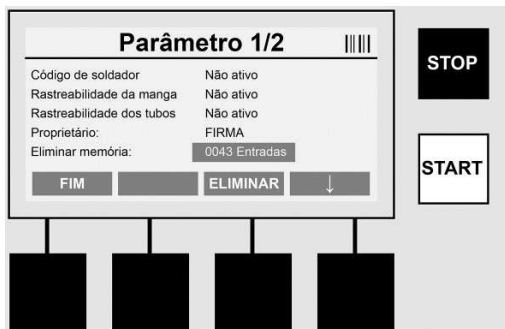 Parâmetro 1/2
Código de soldador Não ativo
Rastreabilidade da manga Não ativo
Rastreabilidade dos tubos Não ativo
Proprietário: FIRMA
Eliminar memória: 0043 Entradas
FIM ELIMINAR ↓
STOP
START